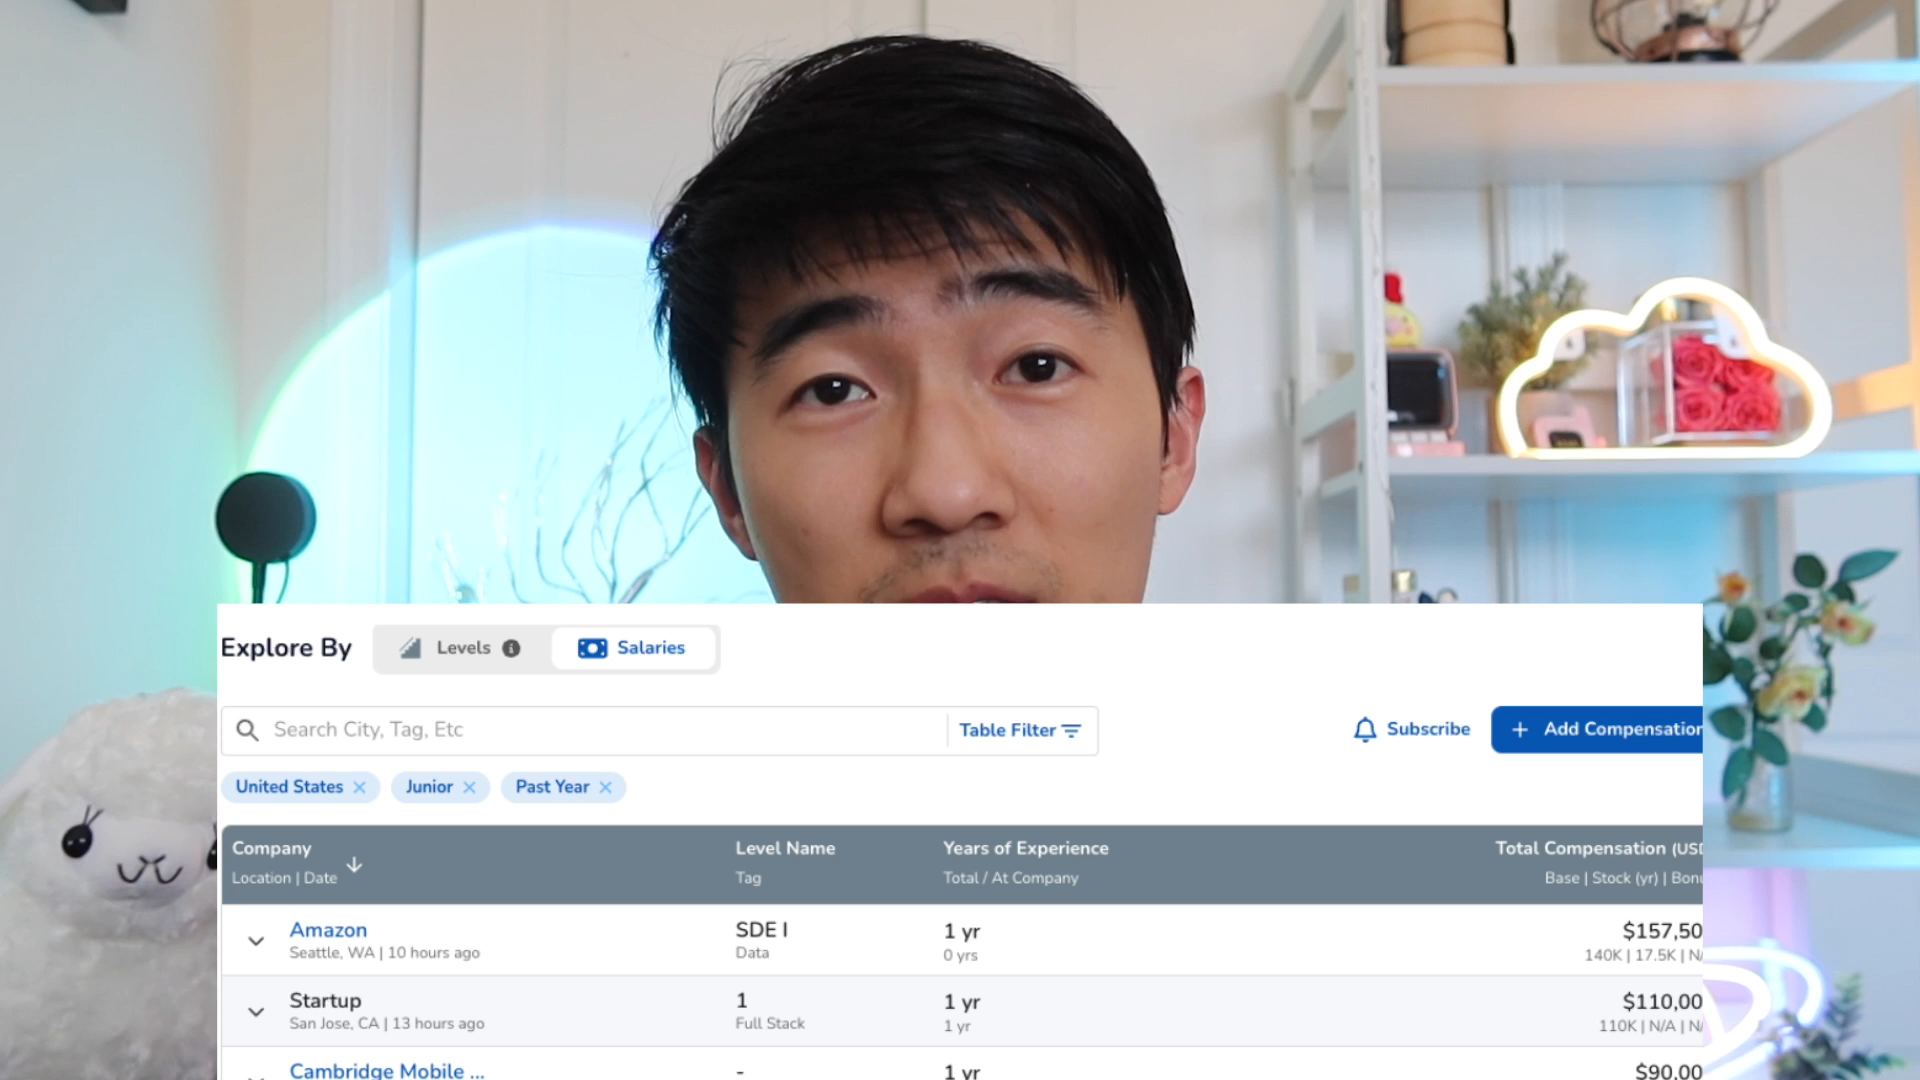 Explore By Levels Salaries
Search City, Tag, Etc Table Filter Subscribe + Add Compensation
United States Junior Past Year
Company Level Name Years of Experience Total Compensation (USD
Location | Date Tag Total / At Company Base | Stock (yr) | Bonu
Amazon SDE I 1 yr $157,50
Seattle, WA | 10 hours ago Data 0 yrs 140K | 17.5K | N/
Startup 1 1 yr $110,00
San Jose, CA | 13 hours ago Full Stack 1 yr 110K | N/A | N/
Cambridge Mobile ... - 1 yr $90,00